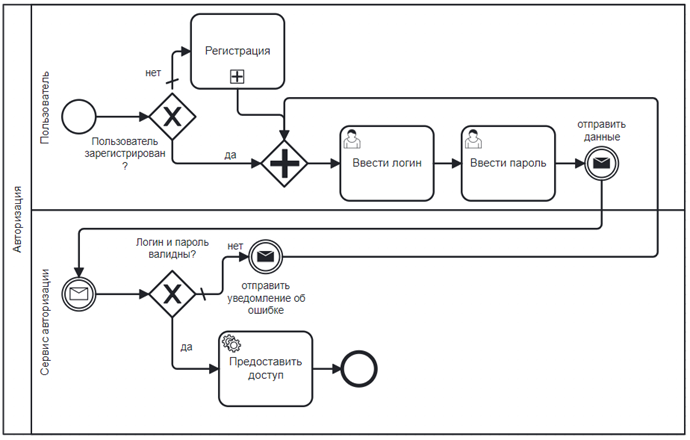 Авторизация
Пользователь
нет
Регистрация
Пользователь
зарегистрирован
?
да
Ввести логин
Ввести пароль
отправить
данные
Сервис авторизации
Логин и пароль
валидны?
нет
отправить
уведомление об
ошибке
да
Предоставить
доступ